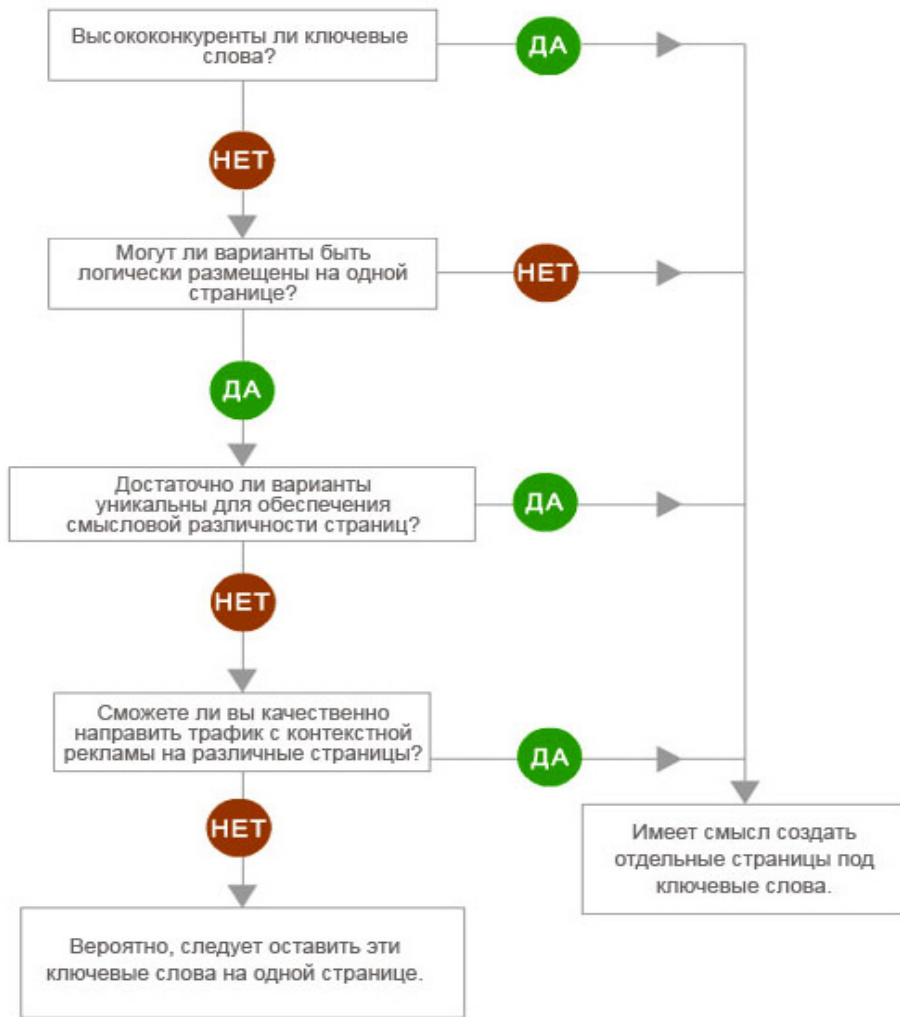 Высококонкуренты ли ключевые
слова?
ДА
НЕТ
Могут ли варианты быть
логически размещены на одной
странице?
НЕТ
ДА
Достаточно ли варианты
уникальны для обеспечения
смысловой различности страниц?
ДА
НЕТ
Сможете ли вы качественно
направить трафик с контекстной
рекламы на различные страницы?
ДА
НЕТ
Имеет смысл создать
отдельные страницы под
ключевые слова.
Вероятно, следует оставить эти
ключевые слова на одной странице.